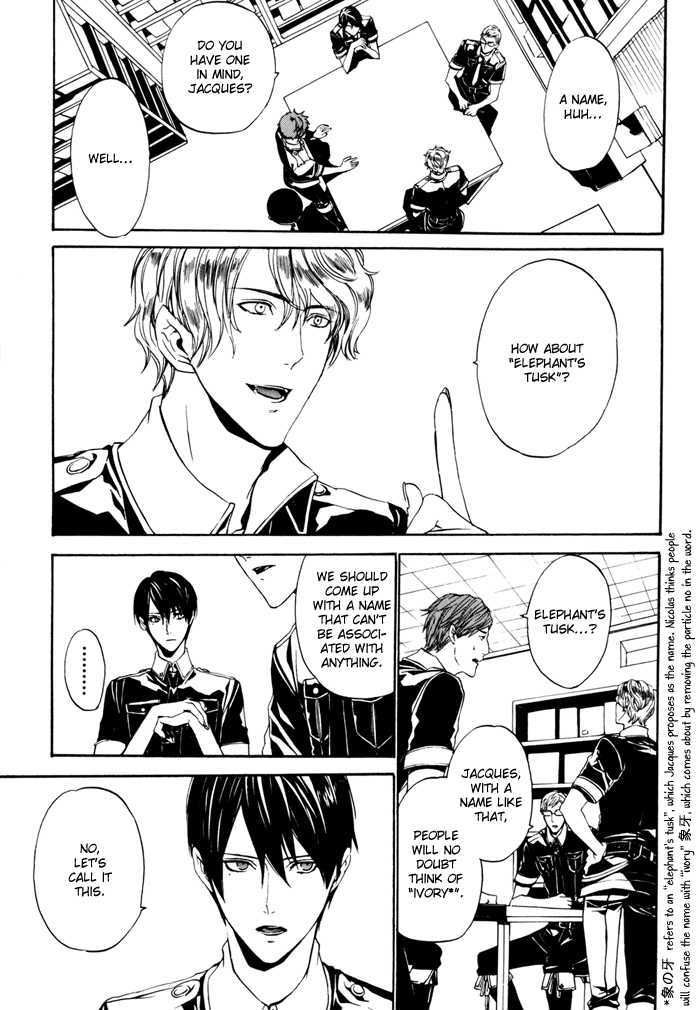 A NAME,
HUH...
DO YOU
HAVE ONE
IN MIND,
JACQUES?
WELL...
HOW ABOUT
"ELEPHANT'S
TUSK"?
ELEPHANT'S
TUSK...?
JACQUES,
WITH A
NAME LIKE
THAT,
PEOPLE
WILL NO
DOUBT
THINK OF
"IVORY*".
WE SHOULD
COME UP
WITH A NAME
THAT CAN'T
BE ASSOCI-
ATED WITH
ANYTHING.
.......
NO,
LET'S
CALL IT
THIS.
*象の牙 refers to an "elephant's tusk", which Jacques proposes as the name. Nicolas thinks people
will confuse the name with "ivory" 象牙, which comes about by removing the particle no in the word.